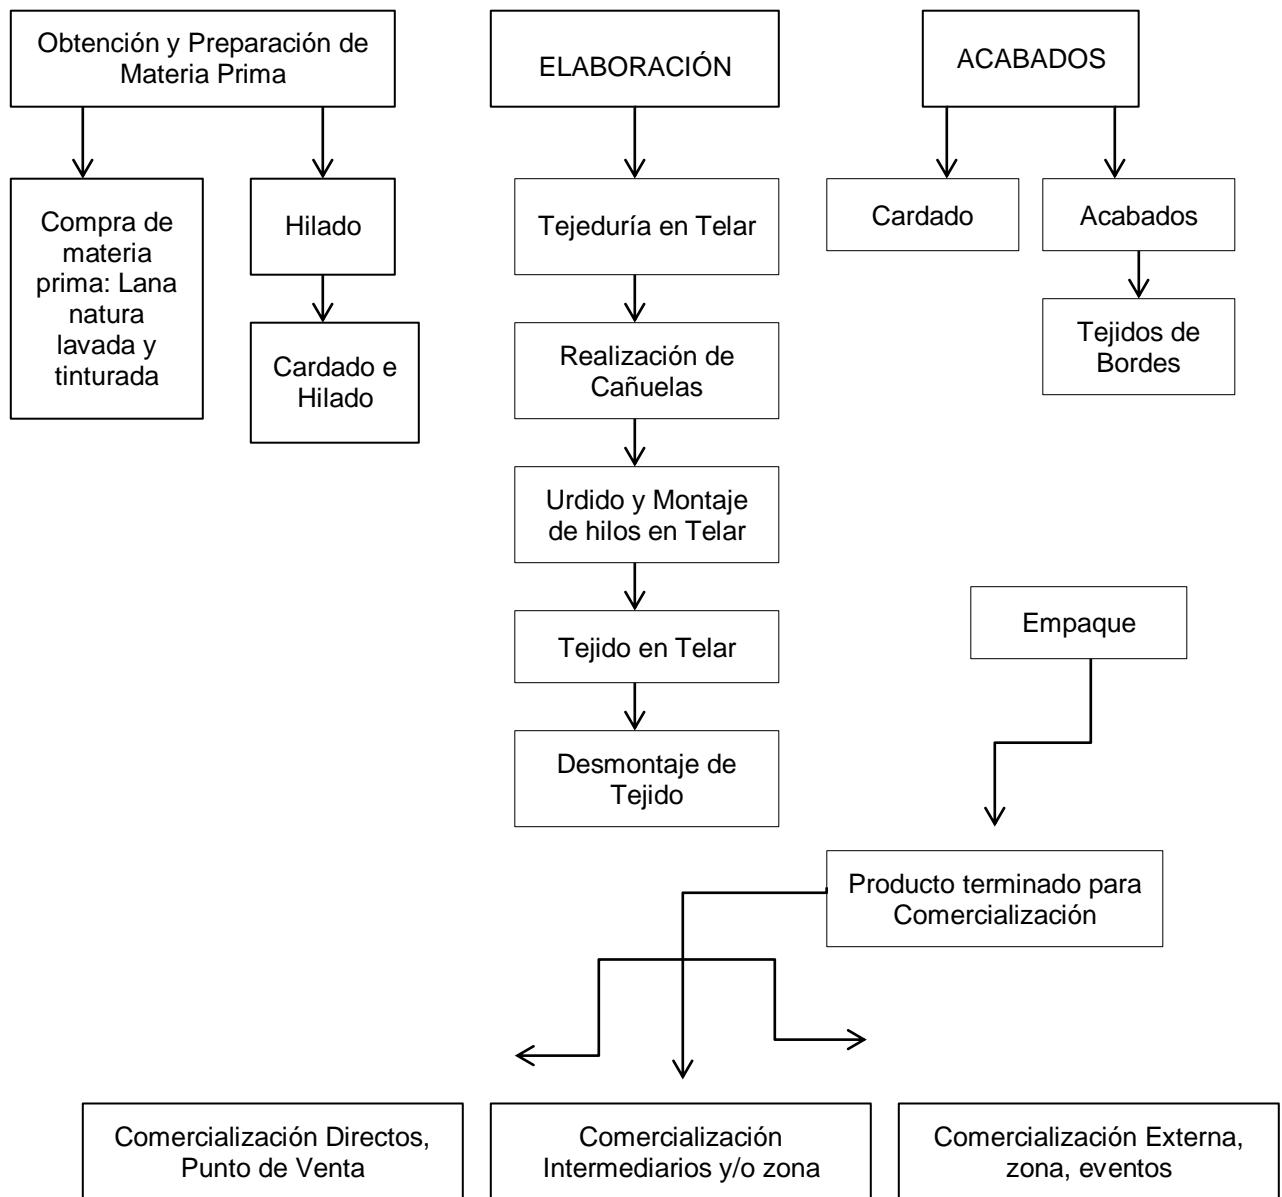 Obtención y Preparación de
Materia Prima
ELABORACIÓN
ACABADOS
Compra de
materia
prima: Lana
natura
lavada y
tinturada
Hilado
Cardado e
Hilado
Tejeduría en Telar
Realización de
Cañuelas
Urdido y Montaje
de hilos en Telar
Tejido en Telar
Desmontaje de
Tejido
Cardado
Acabados
Tejidos de
Bordes
Empaque
Producto terminado para
Comercialización
Comercialización Directos,
Punto de Venta
Comercialización
Intermediarios y/o zona
Comercialización Externa,
zona, eventos